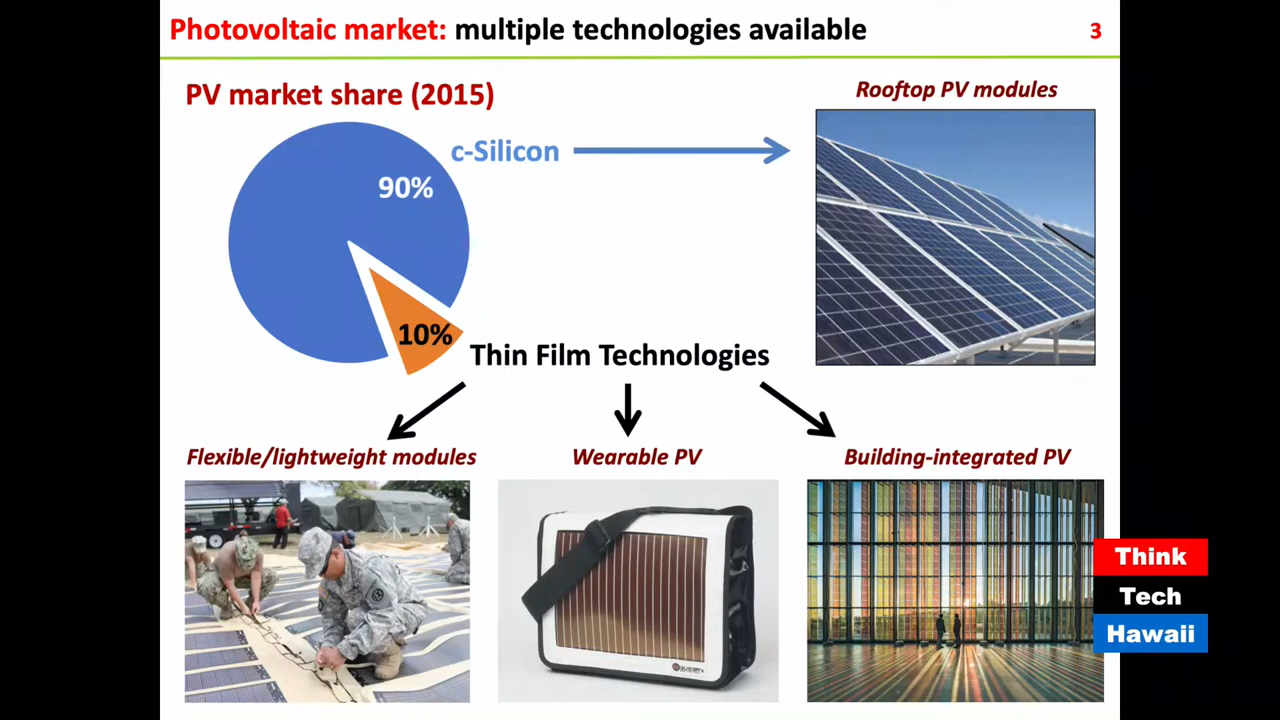 Photovoltaic market: multiple technologies available
3
PV market share (2015)
Rooftop PV modules
c-Silicon
90%
10%
Thin Film Technologies
Flexible/lightweight modules
Wearable PV
Building-integrated PV
Think
Tech
Hawaii